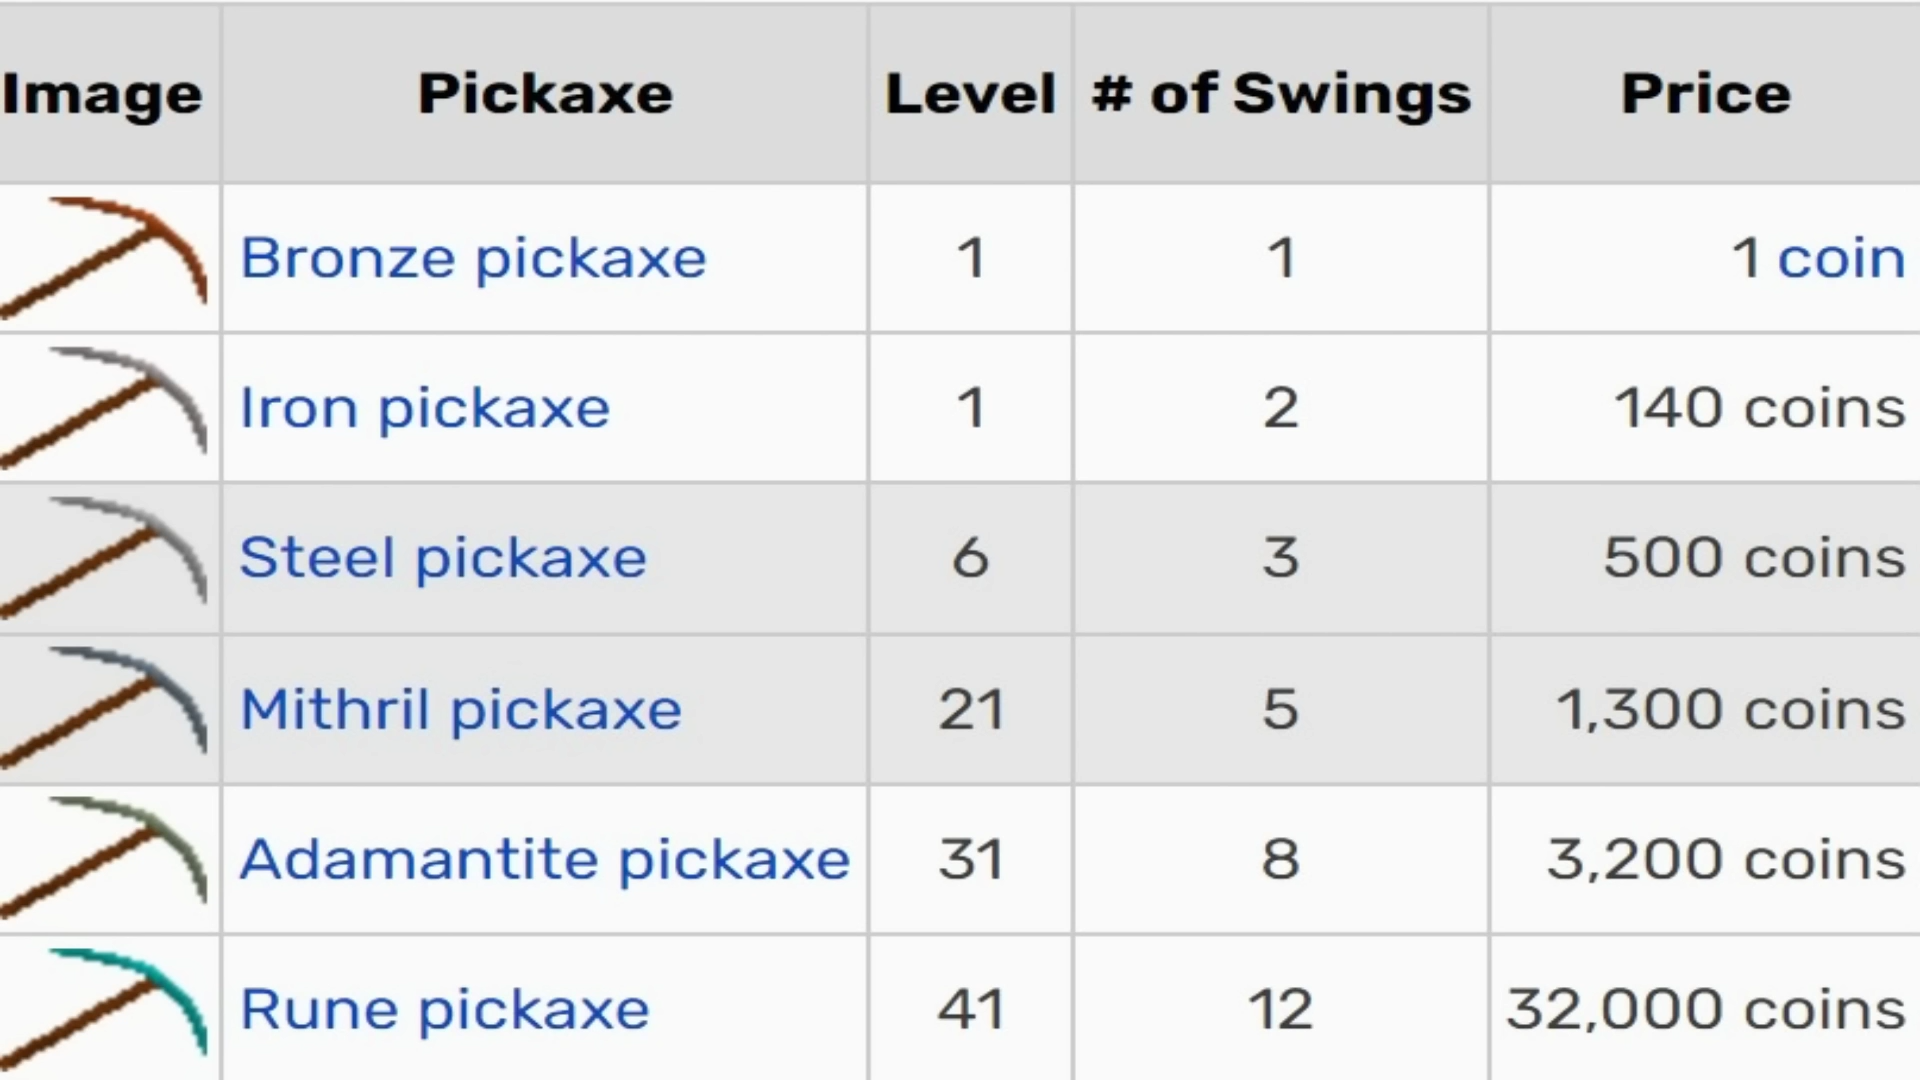 Image Pickaxe Level # of Swings Price
Bronze pickaxe 1 1 1 coin
Iron pickaxe 1 2 140 coins
Steel pickaxe 6 3 500 coins
Mithril pickaxe 21 5 1,300 coins
Adamantite pickaxe 31 8 3,200 coins
Rune pickaxe 41 12 32,000 coins